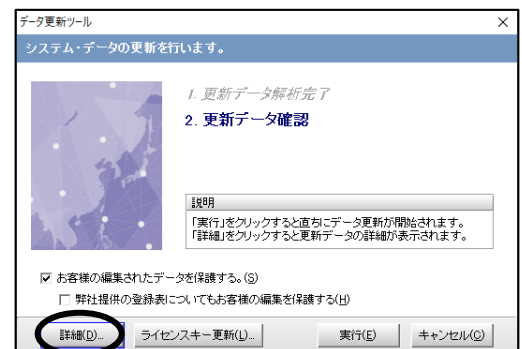 データ更新ツール
システム・データの更新を行います。
1. 更新データ解析完了
2. 更新データ確認
説明
「実行」をクリックすると直ちにデータ更新が開始されます。
「詳細」をクリックすると更新データの詳細が表示されます。
お客様の編集されたデータを保護する。(S)
弊社提供の登録表についてもお客様の編集を保護する(H)
詳細(D)... ライセンスキー更新(L)... 実行(E) キャンセル(C)